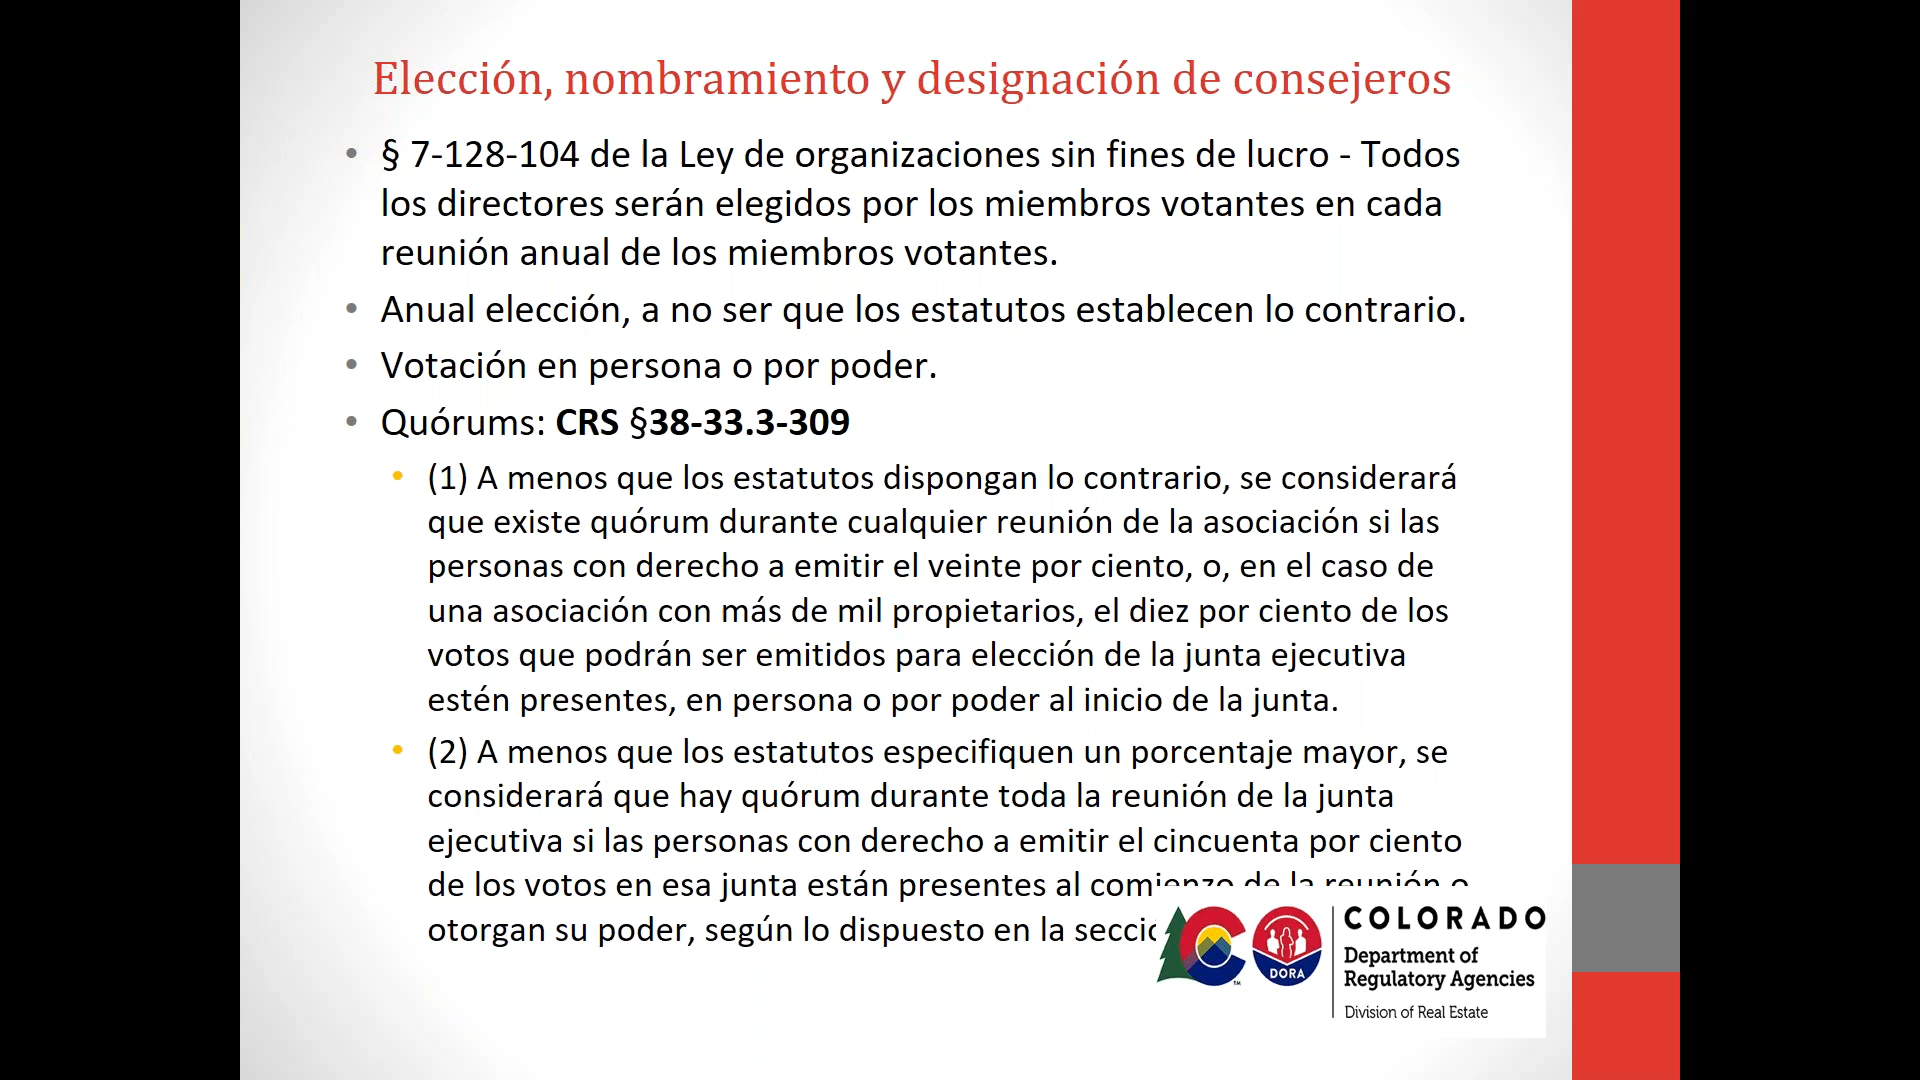 Elección, nombramiento y designación de consejeros
• § 7-128-104 de la Ley de organizaciones sin fines de lucro - Todos
los directores serán elegidos por los miembros votantes en cada
reunión anual de los miembros votantes.
• Anual elección, a no ser que los estatutos establecen lo contrario.
• Votación en persona o por poder.
• Quórums: CRS §38-33.3-309
• (1) A menos que los estatutos dispongan lo contrario, se considerará
que existe quórum durante cualquier reunión de la asociación si las
personas con derecho a emitir el veinte por ciento, o, en el caso de
una asociación con más de mil propietarios, el diez por ciento de los
votos que podrán ser emitidos para elección de la junta ejecutiva
estén presentes, en persona o por poder al inicio de la junta.
• (2) A menos que los estatutos especifiquen un porcentaje mayor, se
considerará que hay quórum durante toda la reunión de la junta
ejecutiva si las personas con derecho a emitir el cincuenta por ciento
de los votos en esa junta están presentes al comienzo de la reunión o
otorgan su poder, según lo dispuesto en la
DORA
TM
COLORADO
Department of
Regulatory Agencies
Division of Real Estate